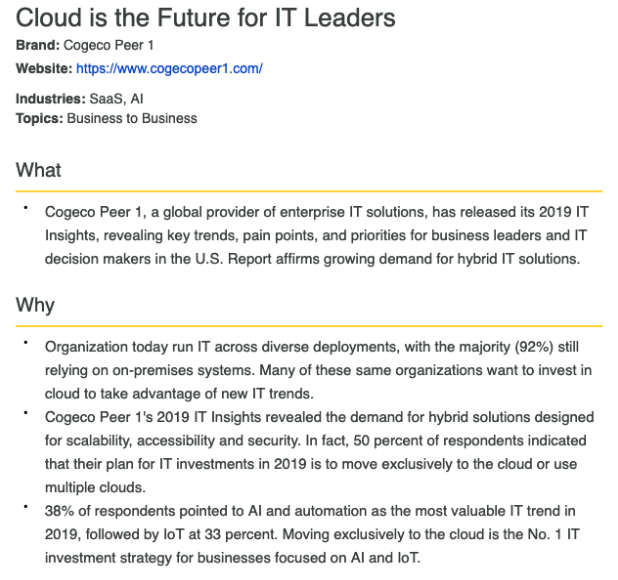 Cloud is the Future for IT Leaders
Brand: Cogeco Peer 1
Website: https://www.cogecopeer1.com/
Industries: SaaS, AI
Topics: Business to Business
What
• Cogeco Peer 1, a global provider of enterprise IT solutions, has released its 2019 IT
Insights, revealing key trends, pain points, and priorities for business leaders and IT
decision makers in the U.S. Report affirms growing demand for hybrid IT solutions.
Why
• Organization today run IT across diverse deployments, with the majority (92%) still
relying on on-premises systems. Many of these same organizations want to invest in
cloud to take advantage of new IT trends.
• Cogeco Peer 1's 2019 IT Insights revealed the demand for hybrid solutions designed
for scalability, accessibility and security. In fact, 50 percent of respondents indicated
that their plan for IT investments in 2019 is to move exclusively to the cloud or use
multiple clouds.
• 38% of respondents pointed to AI and automation as the most valuable IT trend in
2019, followed by IoT at 33 percent. Moving exclusively to the cloud is the No. 1 IT
investment strategy for businesses focused on AI and IoT.